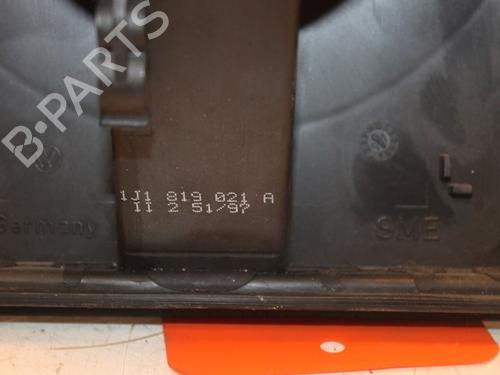 B-PARTS
1J1 819 021 A
II 2 51/97
Germany
SME